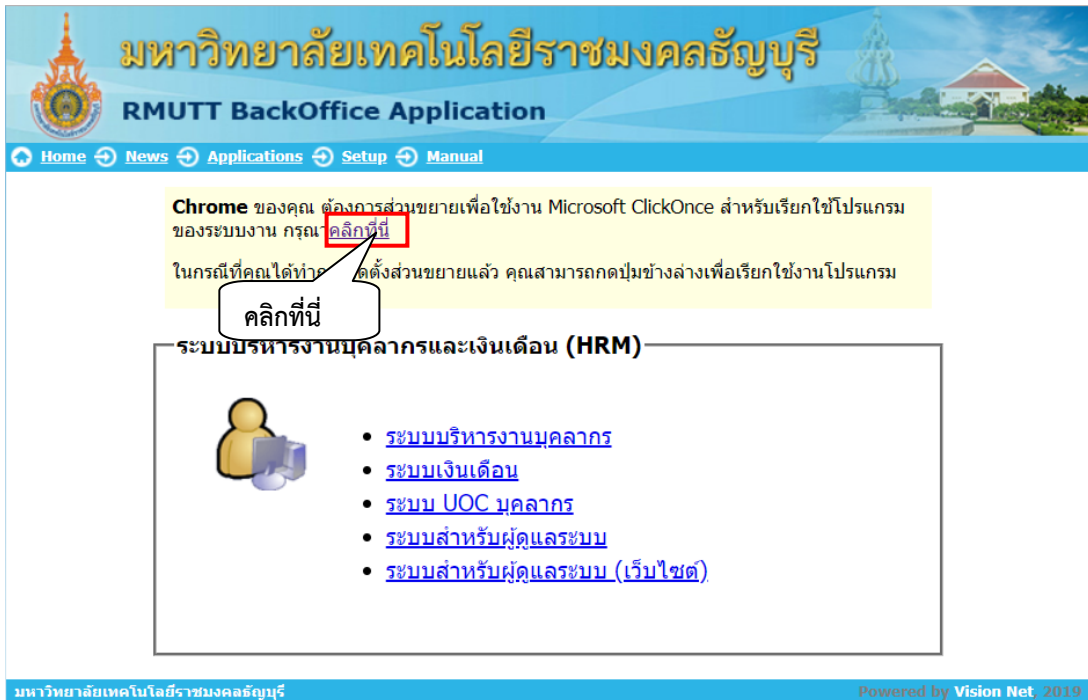 มหาวิทยาลัยเทคโนโลยีราชมงคลธัญบุรี
RMUTT BackOffice Application
Home News Applications Setup Manual
Chrome ของคุณ ต้องการส่วนขยายเพื่อใช้งาน Microsoft ClickOnce สำหรับเรียกใช้โปรแกรม
ของระบบงาน กรุณาคลิกที่นี่
ในกรณีที่คุณได้ทำ ดตั้งส่วนขยายแล้ว คุณสามารถกดปุ่มข้างล่างเพื่อเรียกใช้งานโปรแกรม
คลิกที่นี่
ระบบบริหารงานบุคลากรและเงินเดือน (HRM)
ระบบบริหารงานบุคลากร
ระบบเงินเดือน
ระบบ UOC บุคลากร
ระบบสำหรับผู้ดูแลระบบ
ระบบสำหรับผู้ดูแลระบบ (เว็บไซต์)
มหาวิทยาลัยเทคโนโลยีราชมงคลธัญบุรี
Powered by Vision Net, 2019